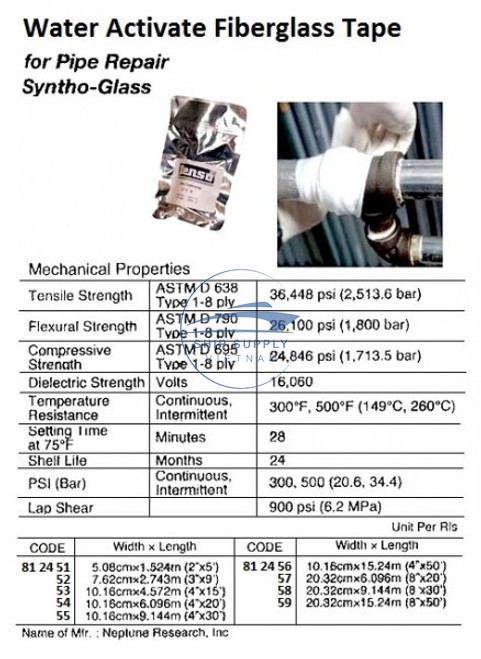 Water Activate Fiberglass Tape
for Pipe Repair
Syntho-Glass
Mechanical Properties
Tensile Strength ASTM D 638 Type 1-8 ply 36,448 psi (2,513.6 bar)
Flexural Strength ASTM D 790 Type 1-8 ply 26,100 psi (1,800 bar)
Compressive Strength ASTM D 695 Type 1-8 ply 24,846 psi (1,713.5 bar)
SHIP SUPPLY
VIETNAM
Dielectric Strength Volts 16,060
Temperature Resistance Continuous, Intermittent 300°F, 500°F (149°C, 260°C)
Setting Time at 75°F Minutes 28
Shelf Life Months 24
PSI (Bar) Continuous, Intermittent 300, 500 (20.6, 34.4)
Lap Shear 900 psi (6.2 MPa)
Unit Per Rls
CODE Width × Length CODE Width × Length
81 24 51 5.08cm×1.524m (2"x5') 81 24 56 10.16cm×15.24m (4"x50')
52 7.62cm×2.743m (3"x9') 57 20.32cm×6.096m (8"x20')
53 10.16cm×4.572m (4"x15') 58 20.32cm×9.144m (8"x30')
54 10.16cm×6.096m (4"x20') 59 20.32cm×15.24m (8"x50')
55 10.16cm×9.144m (4"x30')
Name of Mfr. : Neptune Research, Inc